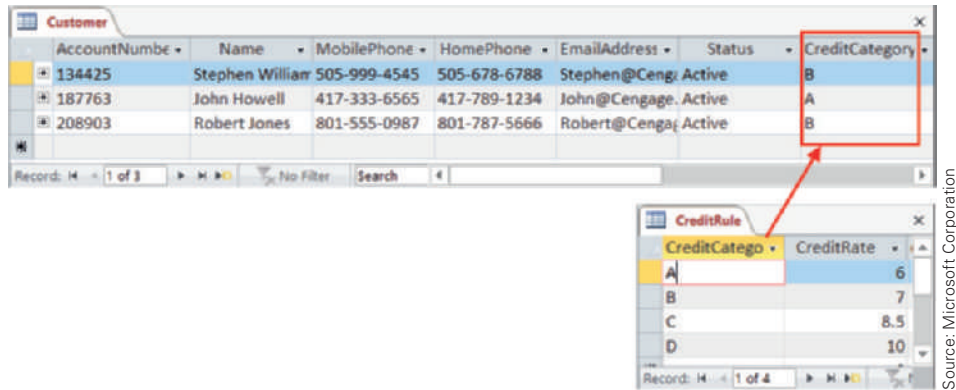 Customer
AccountNumbe Name MobilePhone HomePhone EmailAddress Status CreditCategory
134425 Stephen William 505-999-4545 505-678-6788 Stephen@Cenga Active B
187763 John Howell 417-333-6565 417-789-1234 John@Cengage. Active A
208903 Robert Jones 801-555-0987 801-787-5666 Robert@Cengag Active B
Record: 1 of 3 No Filter Search
CreditRule
CreditCatego CreditRate
A 6
B 7
C 8.5
D 10
Record: 1 of 4
Source: Microsoft Corporation